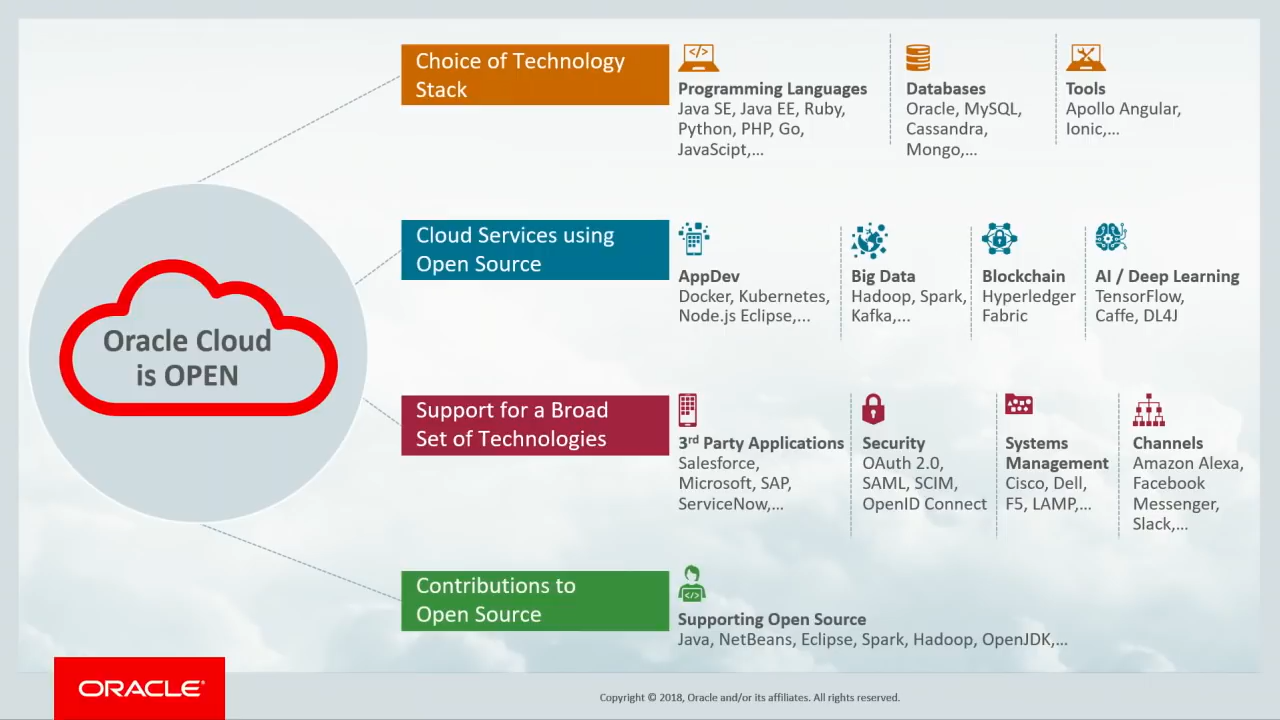 Choice of Technology
Stack
Programming Languages
Java SE, Java EE, Ruby,
Python, PHP, Go,
JavaScipt,...
Databases
Oracle, MySQL,
Cassandra,
Mongo,...
Tools
Apollo Angular,
Ionic,...
Cloud Services using
Open Source
AppDev
Docker, Kubernetes,
Node.js Eclipse,...
Big Data
Hadoop, Spark,
Kafka,...
Blockchain
Hyperledger
Fabric
AI / Deep Learning
TensorFlow,
Caffe, DL4J
Oracle Cloud
is OPEN
Support for a Broad
Set of Technologies
3rd Party Applications
Salesforce,
Microsoft, SAP,
ServiceNow,...
Security
OAuth 2.0,
SAML, SCIM,
OpenID Connect
Systems
Management
Cisco, Dell,
F5, LAMP,...
Channels
Amazon Alexa,
Facebook
Messenger,
Slack,...
Contributions to
Open Source
Supporting Open Source
Java, NetBeans, Eclipse, Spark, Hadoop, OpenJDK,...
ORACLE®
Copyright © 2018, Oracle and/or its affiliates. All rights reserved.